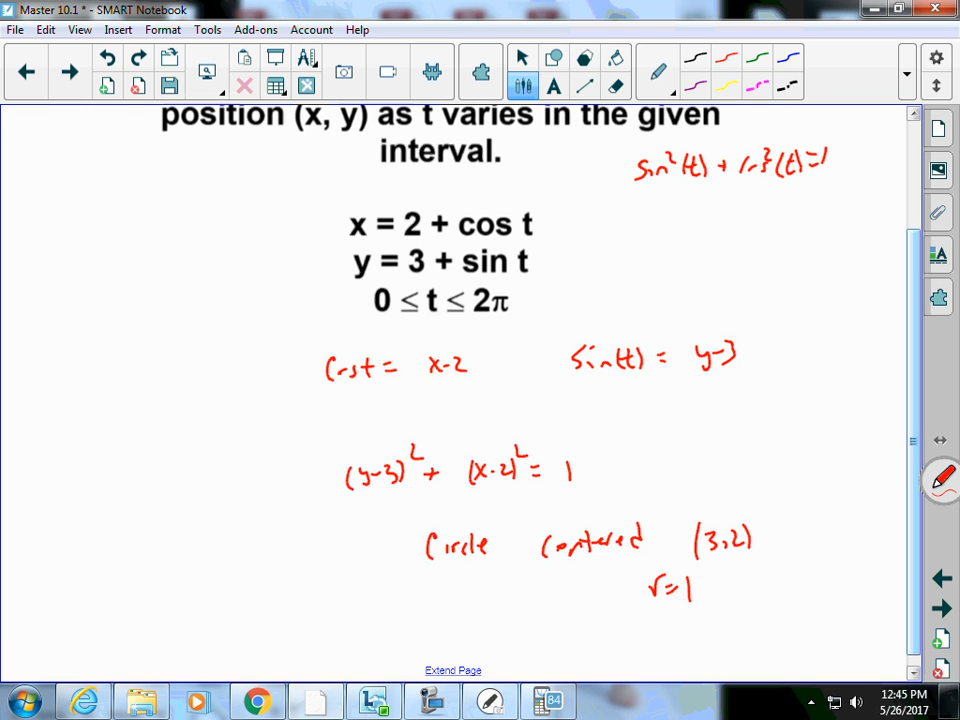 Master 10.1 * - SMART Notebook
File Edit View Insert Format Tools Add-ons Account Help
position (x, y) as t varies in the given
interval.
sin²(t) + cos²(t)=1
x = 2 + cos t
y = 3 + sin t
0 ≤ t ≤ 2π
cost = x-2 sin(t) = y-3
(y-3)² + (x-2)² = 1
Circle centered (3,2)
r=1
Extend Page
84
12:45 PM
5/26/2017